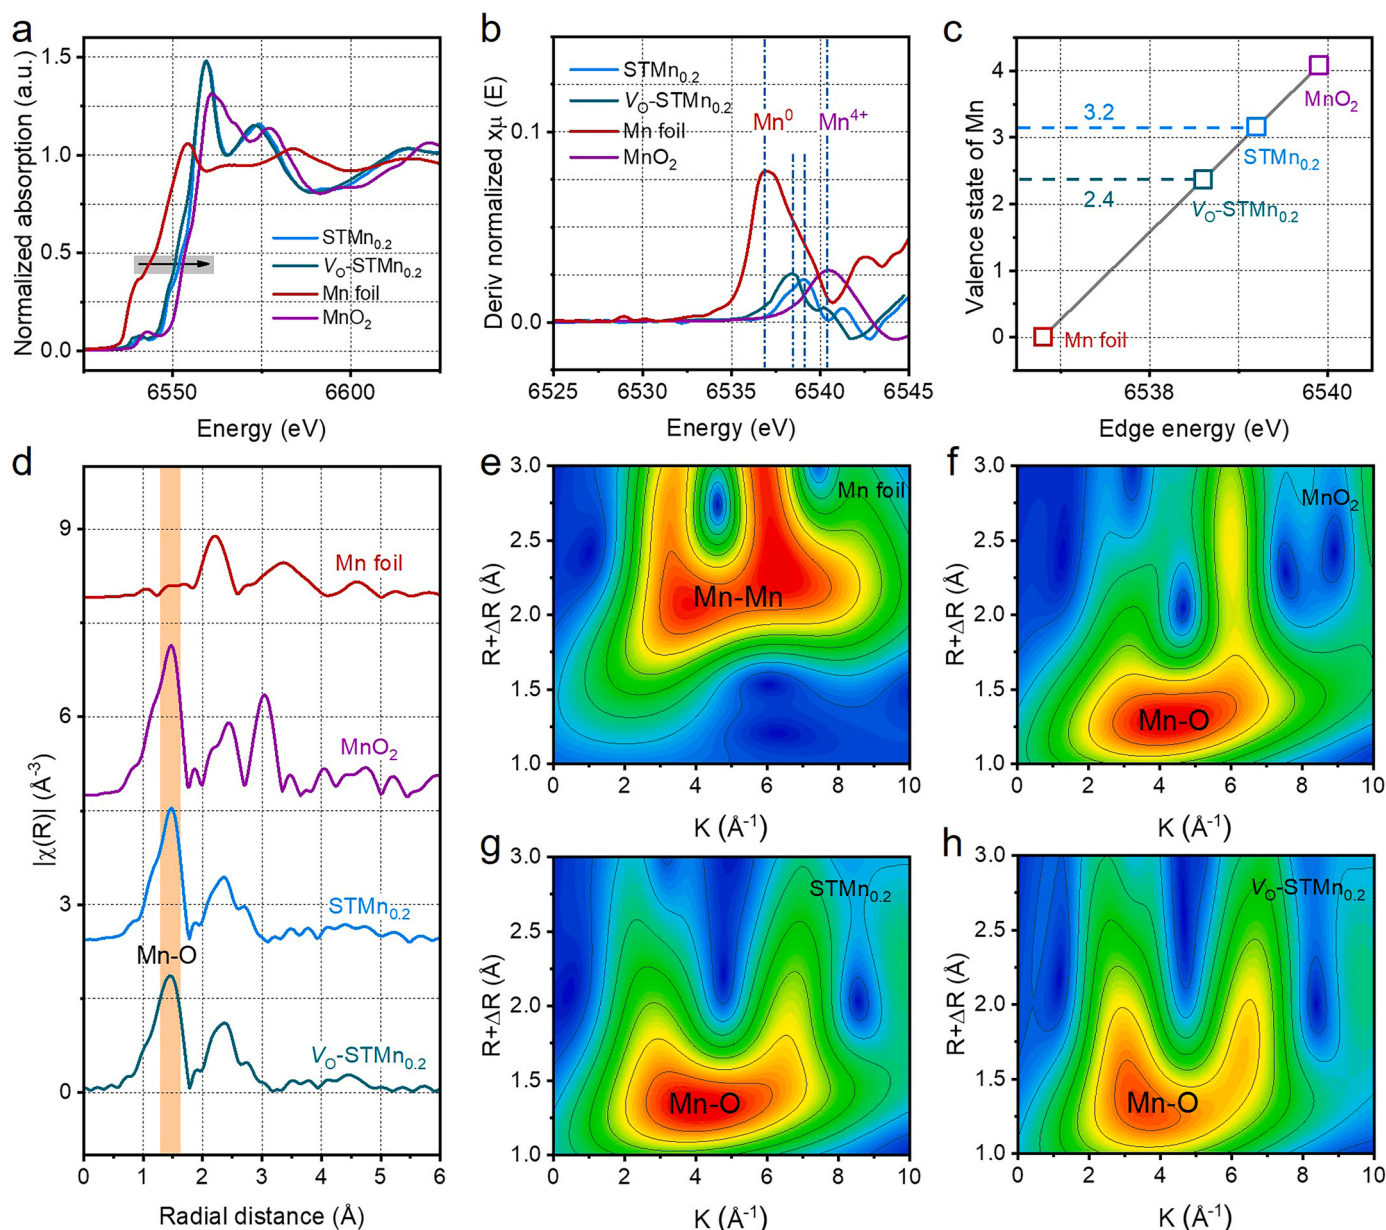 a
Normalized absorption (a.u.)
1.5
1.0
0.5
0.0
STMn0.2
VO-STMn0.2
Mn foil
MnO2
6550
6600
Energy (eV)
b
Deriv normalized xμ (E)
0.1
0.0
STMn0.2
VO-STMn0.2
Mn foil
MnO2
Mn0
Mn4+
6525
6530
6535
6540
6545
Energy (eV)
c
Valence state of Mn
4
3
2
1
0
3.2
2.4
MnO2
STMn0.2
VO-STMn0.2
Mn foil
6538
6540
Edge energy (eV)
d
|χ(R)| (Å-3)
9
6
3
0
Mn foil
MnO2
STMn0.2
Mn-O
VO-STMn0.2
0 1 2 3 4 5 6
Radial distance (Å)
e
R+ΔR (Å)
3.0
2.5
2.0
1.5
1.0
Mn foil
Mn-Mn
0 2 4 6 8 10
K (Å-1)
f
R+ΔR (Å)
3.0
2.5
2.0
1.5
1.0
MnO2
Mn-O
0 2 4 6 8 10
K (Å-1)
g
R+ΔR (Å)
3.0
2.5
2.0
1.5
1.0
STMn0.2
Mn-O
0 2 4 6 8 10
K (Å-1)
h
R+ΔR (Å)
3.0
2.5
2.0
1.5
1.0
VO-STMn0.2
Mn-O
0 2 4 6 8 10
K (Å-1)